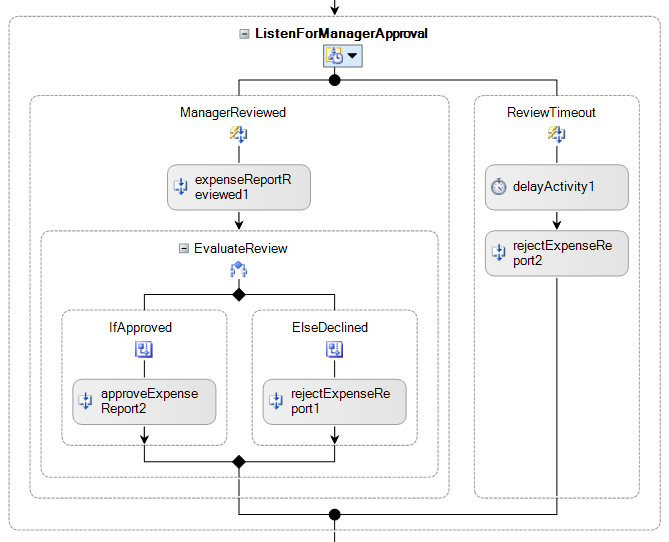 ListenForManagerApproval
ManagerReviewed
expenseReportR
eviewed1
EvaluateReview
IfApproved
approveExpense
Report2
ElseDeclined
rejectExpenseRe
port1
ReviewTimeout
delayActivity1
rejectExpenseRe
port2